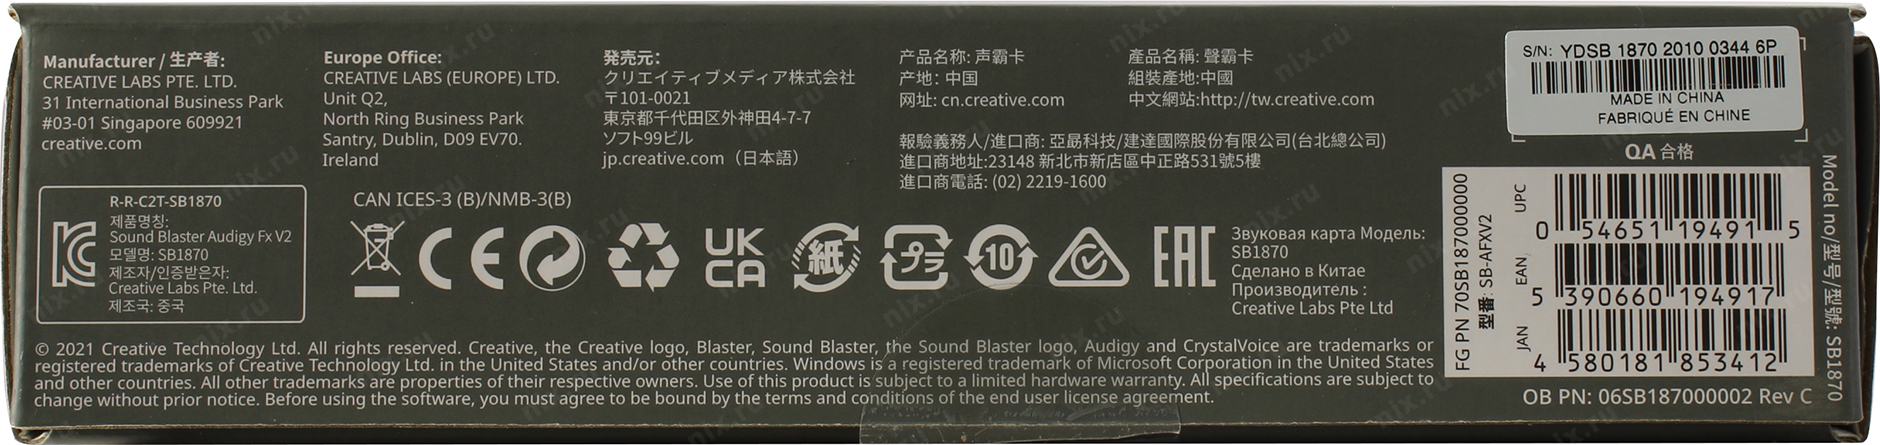 Manufacturer / 生産者:
CREATIVE LABS PTE. LTD.
31 International Business Park
#03-01 Singapore 609921
creative.com
Europe Office:
CREATIVE LABS (EUROPE) LTD.
Unit Q2,
North Ring Business Park
Santry, Dublin, D09 EV70.
Ireland
発売元:
クリエイティブメディア株式会社
〒101-0021
東京都千代田区外神田4-7-7
ソフト99ビル
jp.creative.com（日本語）
产品名称: 声霸卡
产地: 中国
网址: cn.creative.com
產品名稱: 聲霸卡
組裝產地:中國
中文網站:http://tw.creative.com
報驗義務人/進口商: 亞勗科技/建達國際股份有限公司(台北總公司)
進口商地址:23148 新北市新店區中正路531號5樓
進口商電話: (02) 2219-1600
S/N: YDSB 1870 2010 0344 6P
MADE IN CHINA
FABRIQUÉ EN CHINE
QA 合格
R-R-C2T-SB1870
제품명칭:
Sound Blaster Audigy Fx V2
모델명: SB1870
제조자/인증받은자:
Creative Labs Pte. Ltd.
제조국: 중국
CAN ICES-3 (B)/NMB-3(B)
CE
紙
プラ
10
UK
CA
EAC
Звуковая карта Модель:
SB1870
Сделано в Китае
Производитель :
Creative Labs Pte Ltd
FG PN 70SB187000000
型番: SB-AFXV2
UPC
0 54651 19491 5
EAN
5 390660 194917
JAN
4 580181 853412
Model no/型号/型號: SB1870
OB PN: 06SB187000002 Rev C
© 2021 Creative Technology Ltd. All rights reserved. Creative, the Creative logo, Blaster, Sound Blaster, the Sound Blaster logo, Audigy and CrystalVoice are trademarks or
registered trademarks of Creative Technology Ltd. in the United States and/or other countries. Windows is a registered trademark of Microsoft Corporation in the United States
and other countries. All other trademarks are properties of their respective owners. Use of this product is subject to a limited hardware warranty. All specifications are subject to
change without prior notice. Before using the software, you must agree to be bound by the terms and conditions of the end user license agreement.
nix.ru